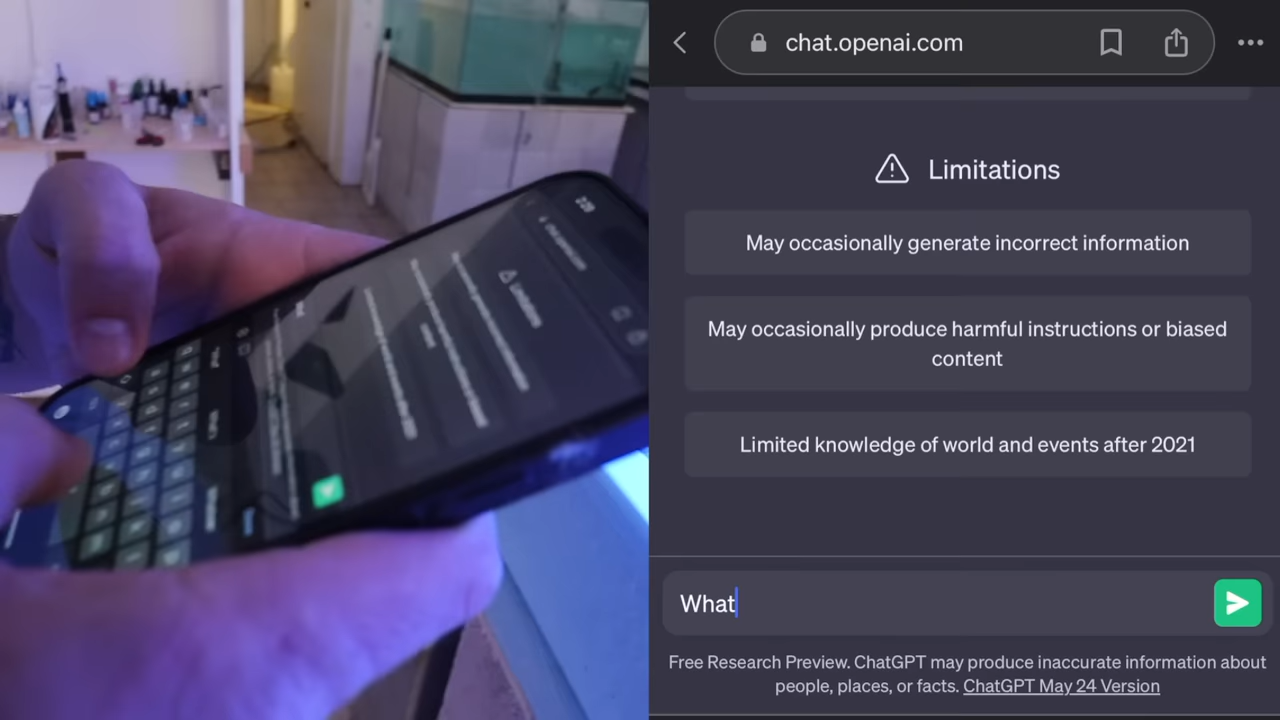 chat.openai.com
Limitations
May occasionally generate incorrect information
May occasionally produce harmful instructions or biased
content
Limited knowledge of world and events after 2021
What
Free Research Preview. ChatGPT may produce inaccurate information about
people, places, or facts. ChatGPT May 24 Version
Limitations